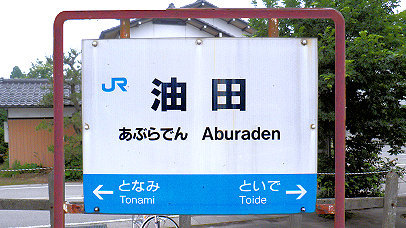 JR
油田
あぶらでん Aburaden
← となみ といで →
Tonami Toide